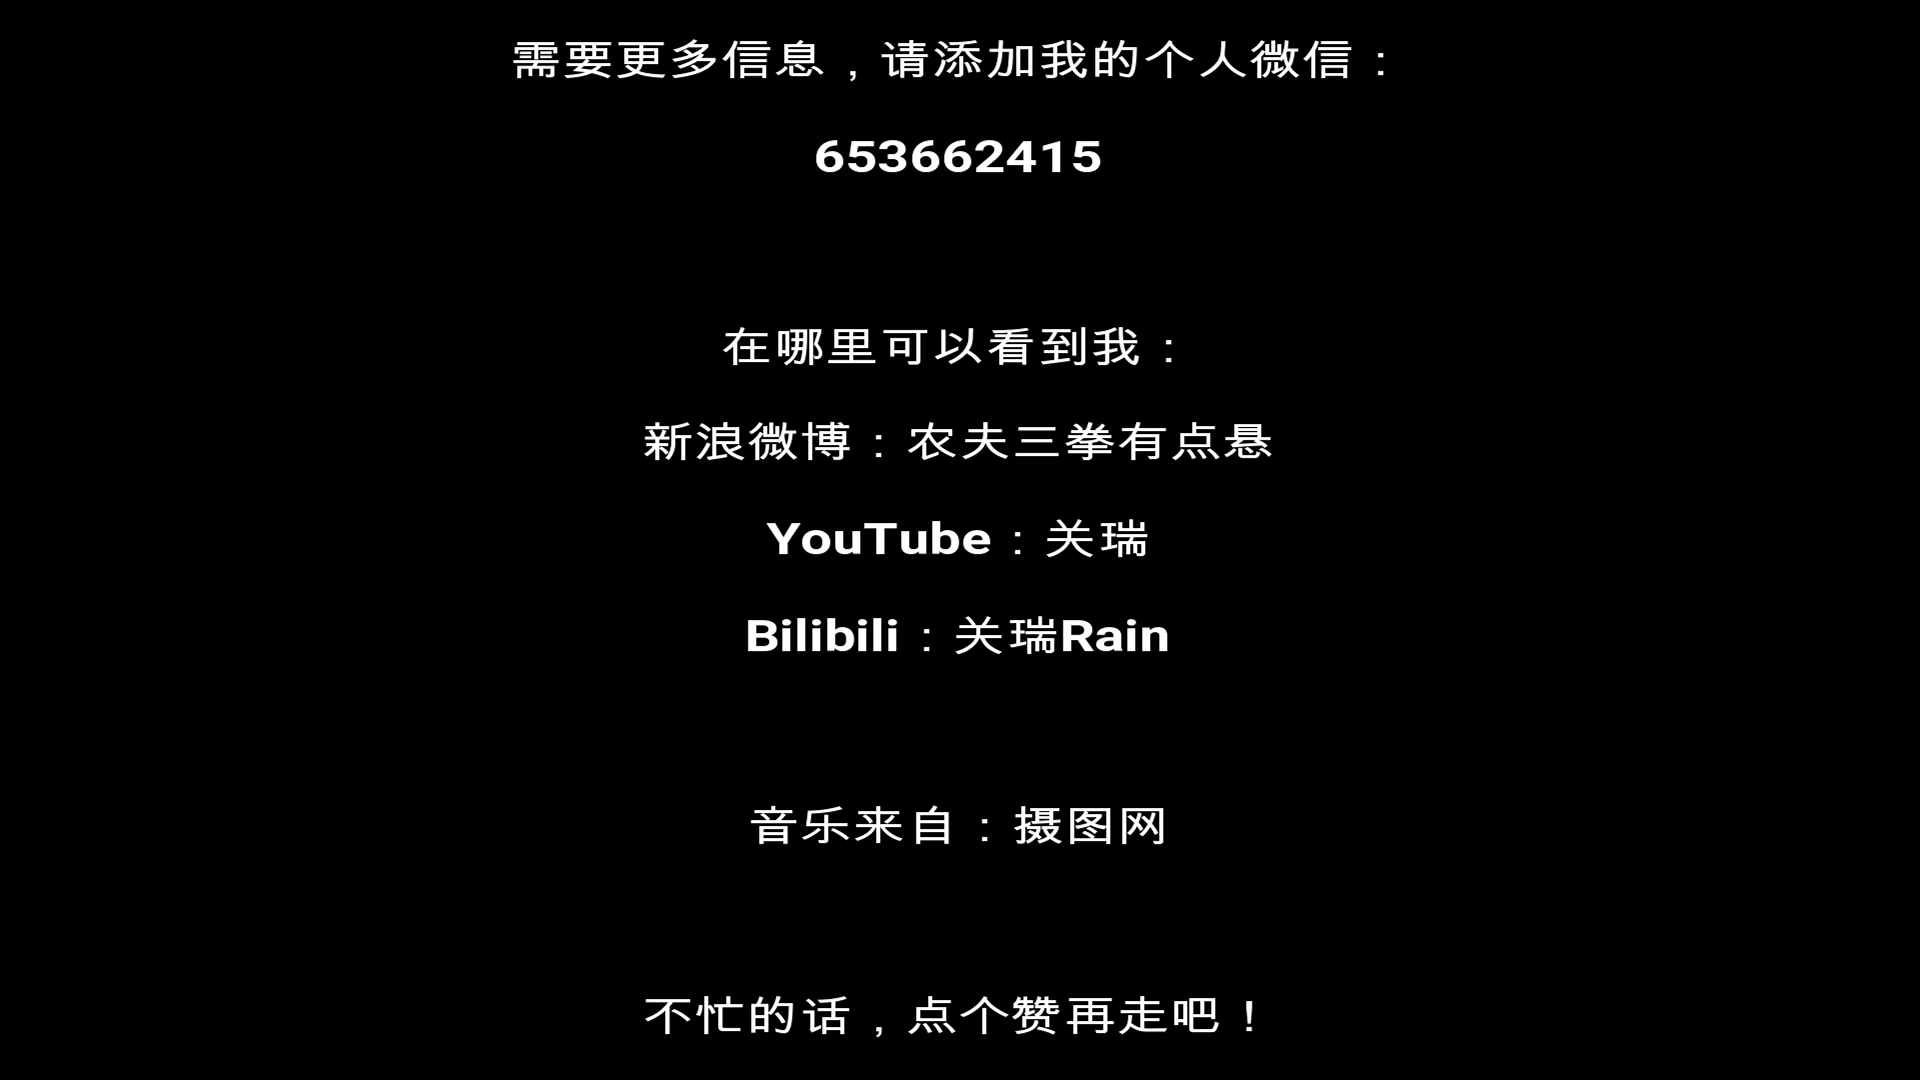 需要更多信息，请添加我的个人微信：
653662415
在哪里可以看到我：
新浪微博：农夫三拳有点悬
YouTube：关瑞
Bilibili：关瑞Rain
音乐来自：摄图网
不忙的话，点个赞再走吧！